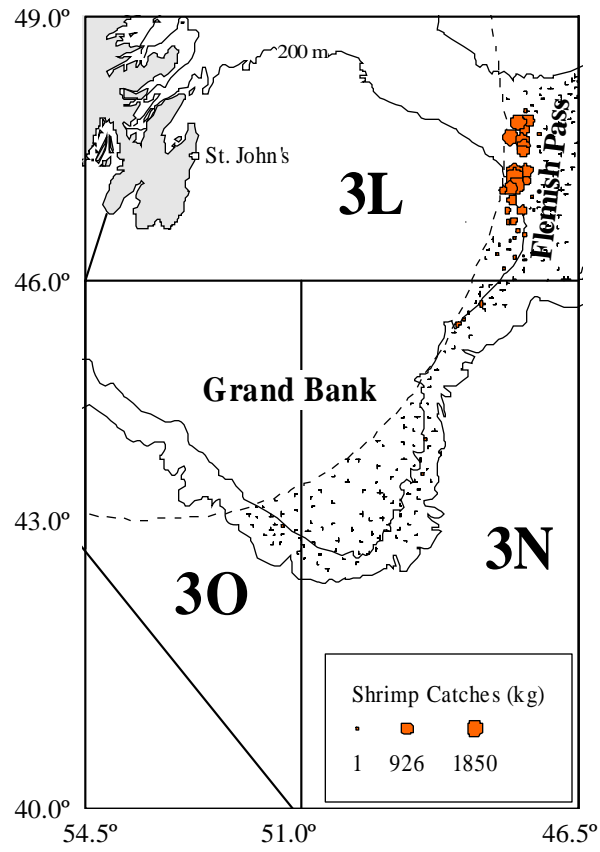 49.0º
200 m
St. John's
3L
Flemish Pass
46.0º
Grand Bank
43.0º
3N
3O
Shrimp Catches (kg)
1 926 1850
40.0º
54.5º 51.0º 46.5º